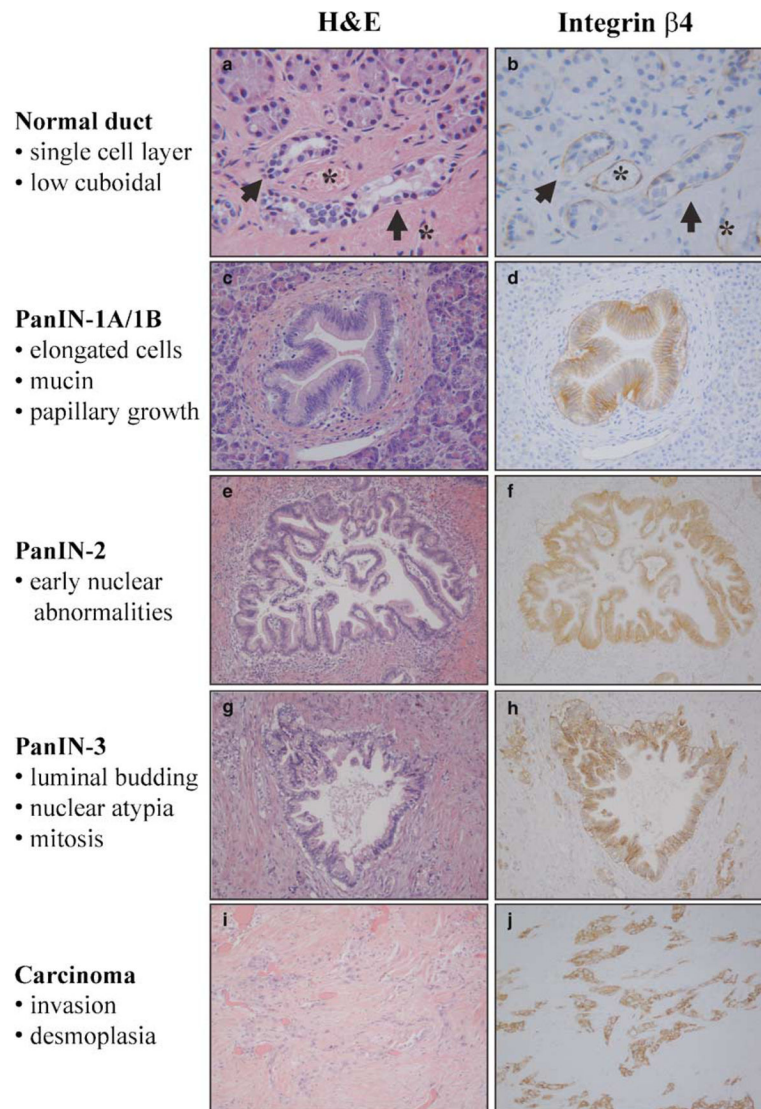 H&E
Integrin β4
a
b
Normal duct
• single cell layer
• low cuboidal
*
*
*
*
c
d
PanIN-1A/1B
• elongated cells
• mucin
• papillary growth
e
f
PanIN-2
• early nuclear
abnormalities
g
h
PanIN-3
• luminal budding
• nuclear atypia
• mitosis
i
j
Carcinoma
• invasion
• desmoplasia